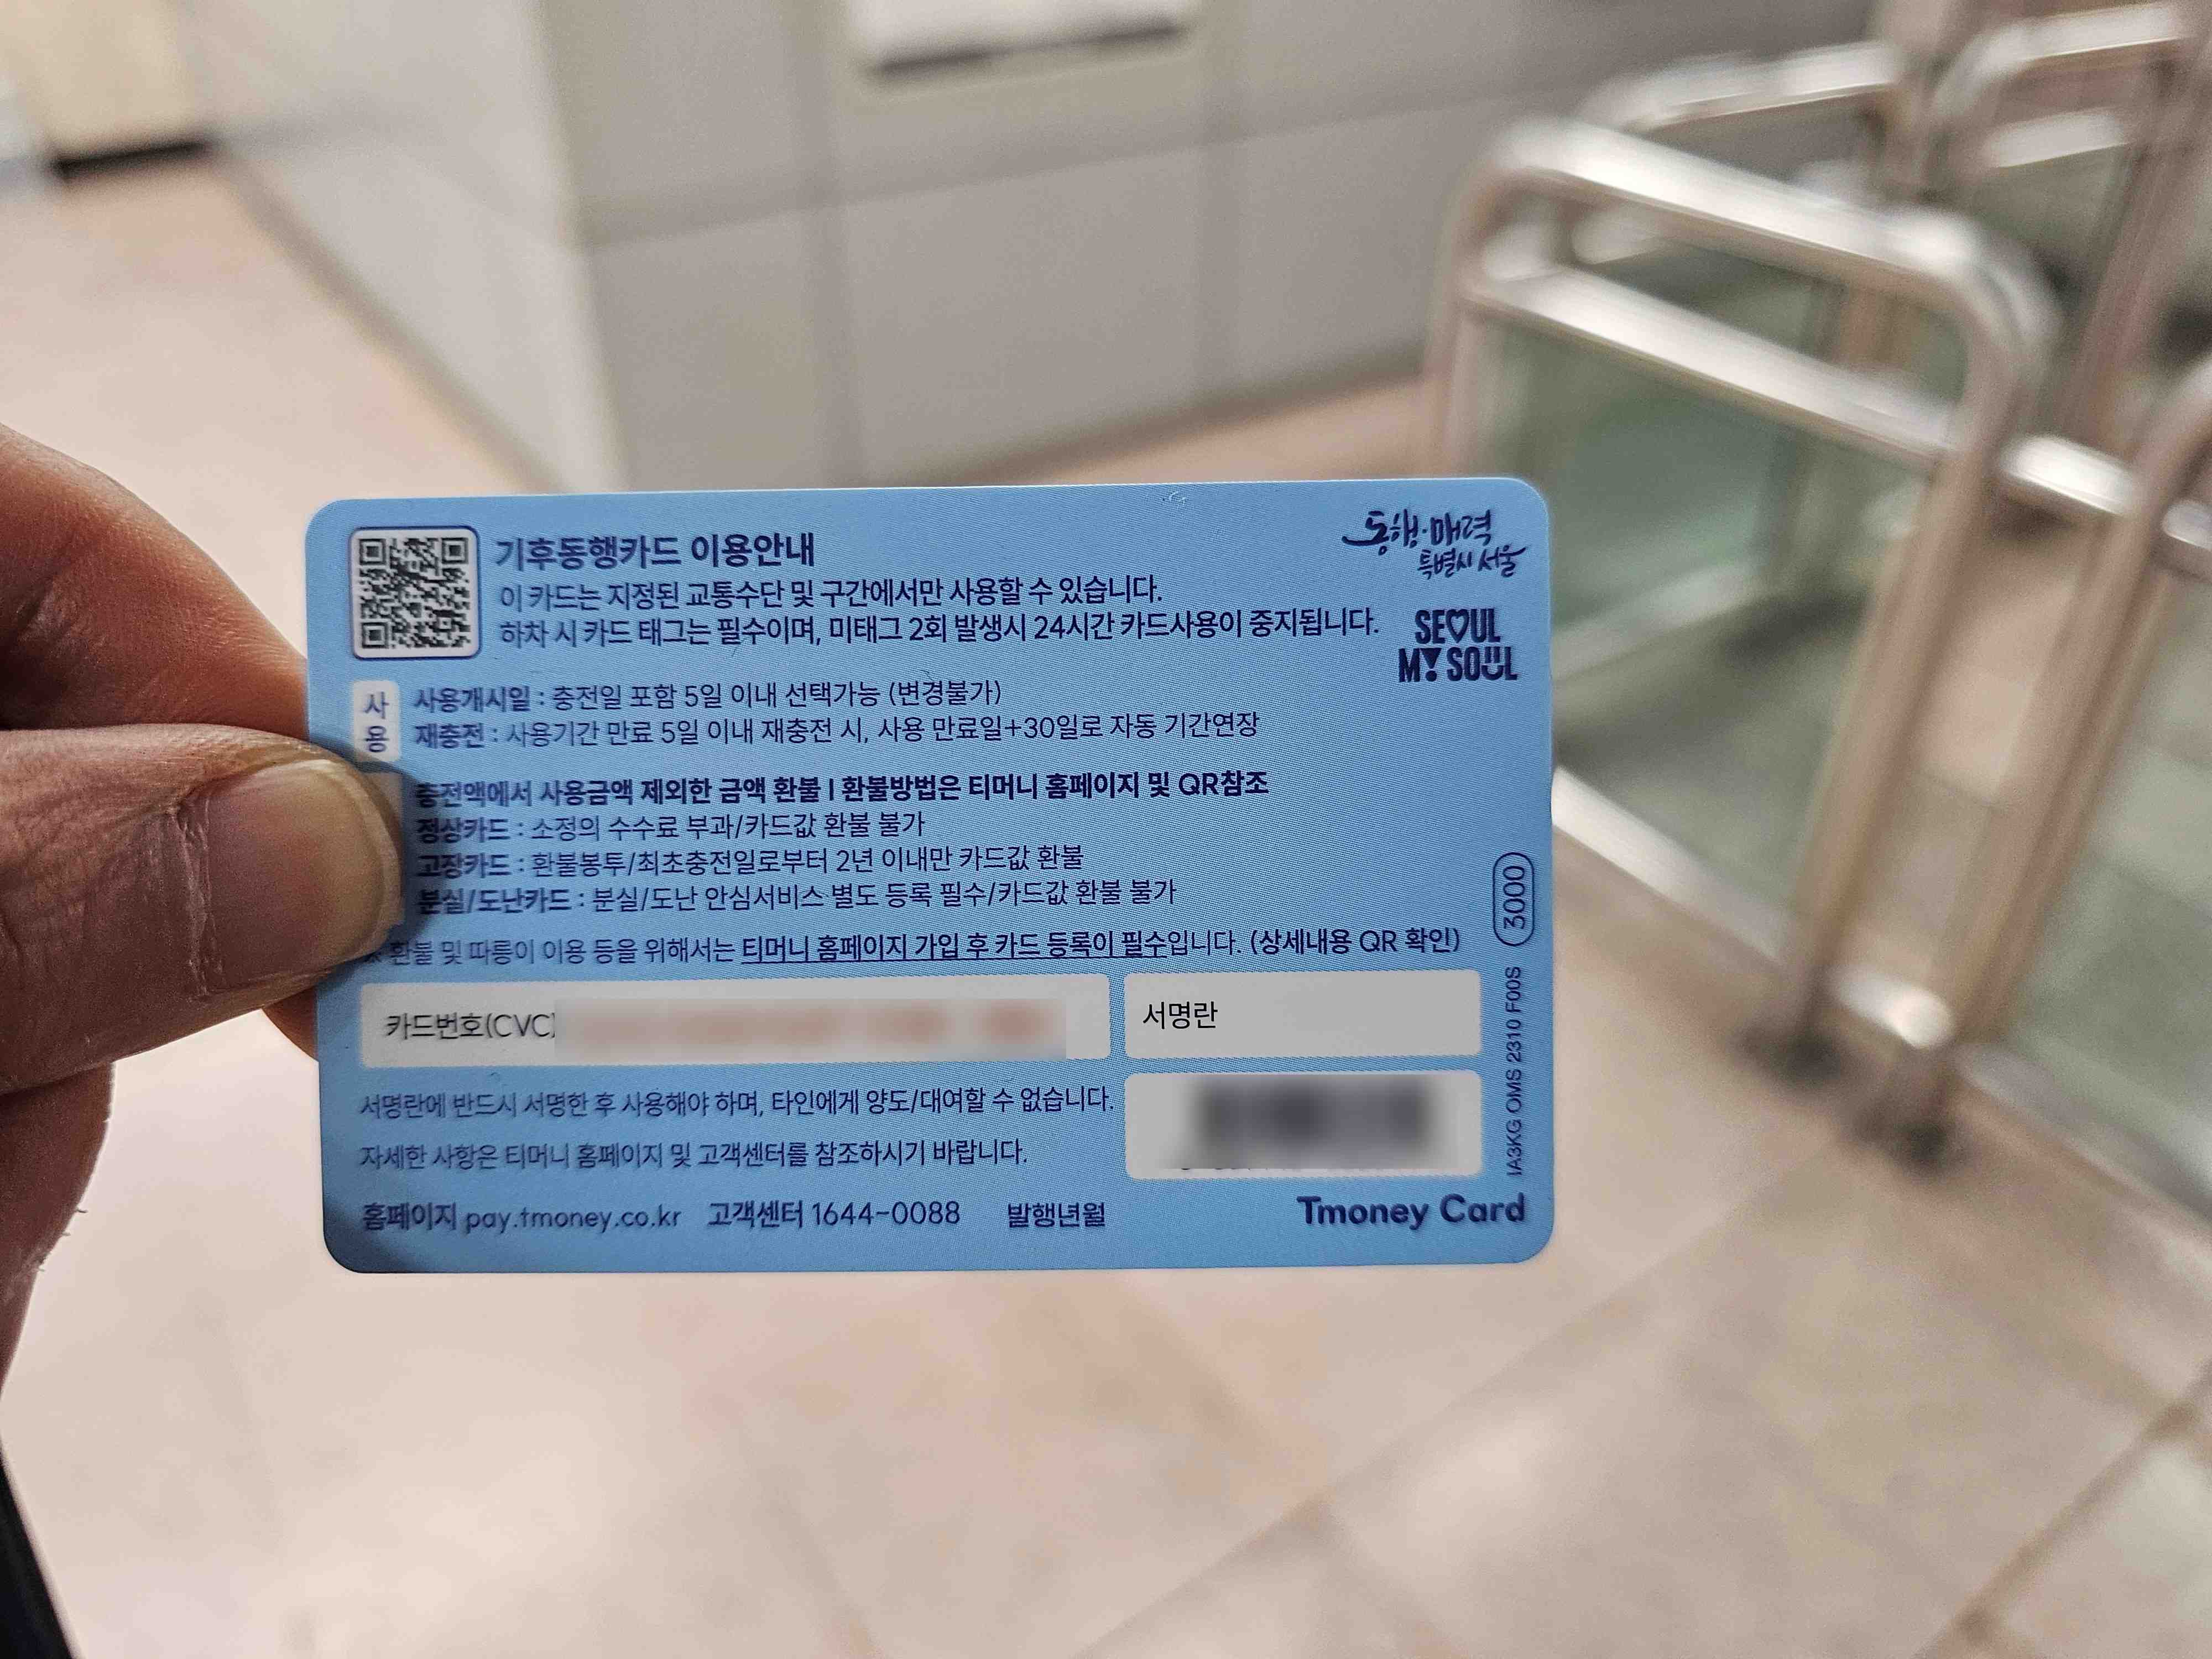 기후동행카드 이용안내
이 카드는 지정된 교통수단 및 구간에서만 사용할 수 있습니다.
하차 시 카드 태그는 필수이며, 미태그 2회 발생시 24시간 카드사용이 중지됩니다.
동행·매력
특별시 서울
SEOUL
MY SOUL
사용
사용개시일 : 충전일 포함 5일 이내 선택가능 (변경불가)
재충전 : 사용기간 만료 5일 이내 재충전 시, 사용 만료일+30일로 자동 기간연장
충전액에서 사용금액 제외한 금액 환불 I 환불방법은 티머니 홈페이지 및 QR참조
정상카드 : 소정의 수수료 부과/카드값 환불 불가
고장카드 : 환불봉투/최초충전일로부터 2년 이내만 카드값 환불
분실/도난카드 : 분실/도난 안심서비스 별도 등록 필수/카드값 환불 불가
환불 및 따릉이 이용 등을 위해서는 티머니 홈페이지 가입 후 카드 등록이 필수입니다. (상세내용 QR 확인)
3000
카드번호(CVC)
서명란
서명란에 반드시 서명한 후 사용해야 하며, 타인에게 양도/대여할 수 없습니다.
자세한 사항은 티머니 홈페이지 및 고객센터를 참조하시기 바랍니다.
IA3KG OMS 2310 F00S
홈페이지 pay.tmoney.co.kr 고객센터 1644-0088 발행년월
Tmoney Card